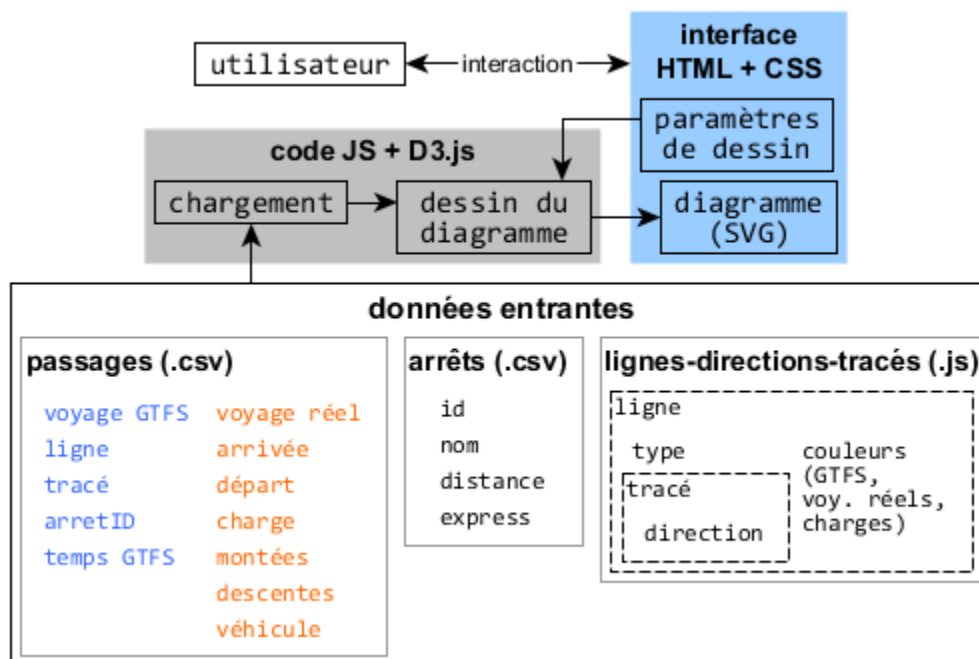 interface
HTML + CSS
utilisateur
interaction
paramètres
de dessin
code JS + D3.js
chargement
dessin du
diagramme
diagramme
(SVG)
données entrantes
passages (.csv)
voyage GTFS
ligne
tracé
arretID
temps GTFS
voyage réel
arrivée
départ
charge
montées
descentes
véhicule
arrêts (.csv)
id
nom
distance
express
lignes-directions-tracés (.js)
ligne
type
tracé
direction
couleurs
(GTFS,
voy. réels,
charges)